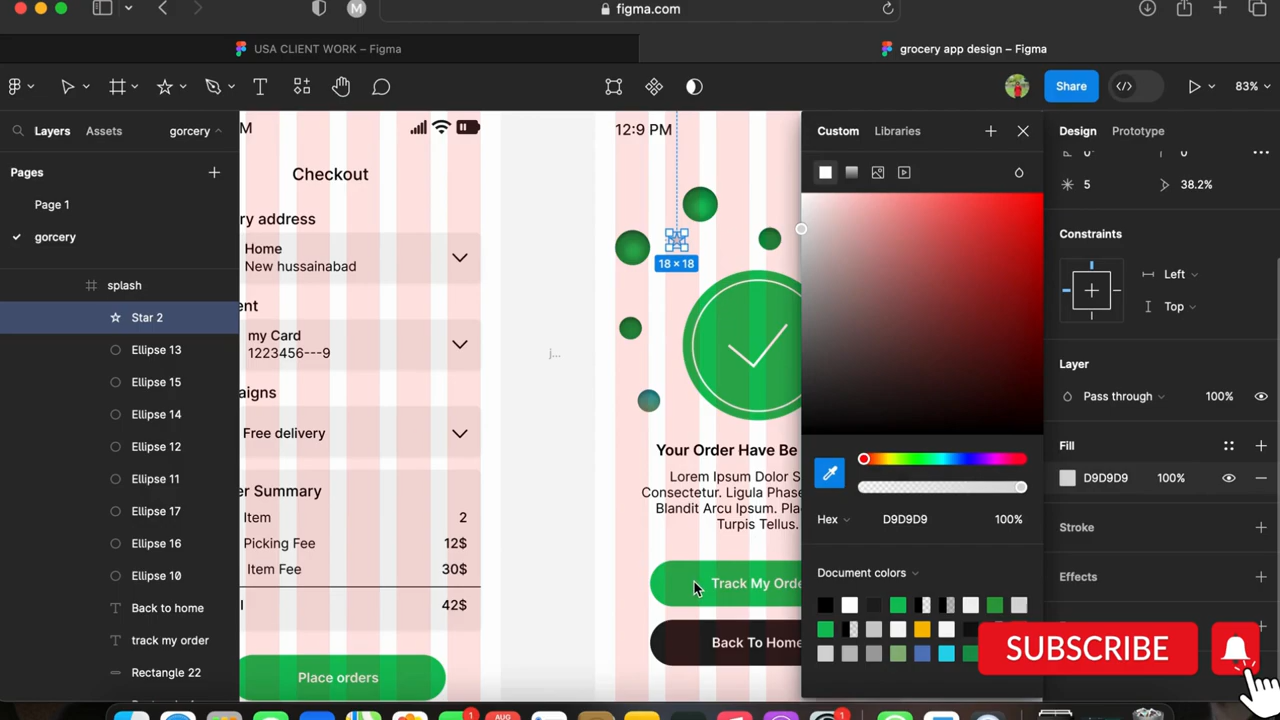 figma.com
M
USA CLIENT WORK – Figma
grocery app design – Figma
Share
83%
Layers
Assets
gorcery
Pages
Page 1
gorcery
splash
Star 2
Ellipse 13
Ellipse 15
Ellipse 14
Ellipse 12
Ellipse 11
Ellipse 17
Ellipse 16
Ellipse 10
Back to home
track my order
Rectangle 22
M
Checkout
ry address
Home
New hussainabad
ent
my Card
1223456---9
aigns
Free delivery
er Summary
Item 2
Picking Fee 12$
Item Fee 30$
l 42$
Place orders
j...
12:9 PM
18 × 18
Your Order Have Be
Lorem Ipsum Dolor S
Consectetur. Ligula Phase
Blandit Arcu Ipsum. Pla
Turpis Tellus.
Track My Orde
Back To Home
Custom
Libraries
Hex
D9D9D9
100%
Document colors
Design
Prototype
0°
0
5
38.2%
Constraints
Left
Top
Layer
Pass through
100%
Fill
D9D9D9
100%
Stroke
Effects
SUBSCRIBE
AUG
1
1